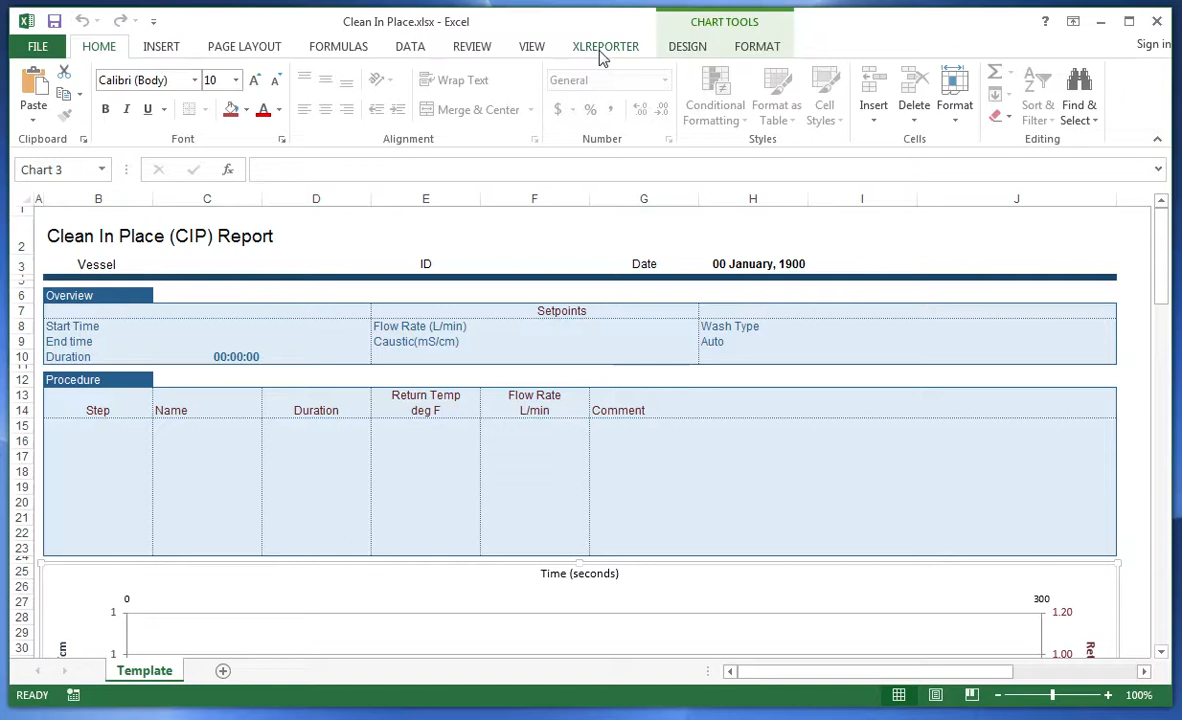 Clean In Place.xlsx - Excel
CHART TOOLS
?
Sign in
FILE HOME INSERT PAGE LAYOUT FORMULAS DATA REVIEW VIEW XLREPORTER DESIGN FORMAT
Calibri (Body) 10
Wrap Text
General
Paste
B I U
Merge & Center
$ % ,
Conditional Formatting
Format as Table
Cell Styles
Insert
Delete
Format
Sort & Filter
Find & Select
Clipboard Font Alignment Number Styles Cells Editing
Chart 3
fx
A B C D E F G H I J
2 Clean In Place (CIP) Report
3 Vessel ID Date 00 January, 1900
6 Overview
7 Setpoints
8 Start Time Flow Rate (L/min) Wash Type
9 End time Caustic(mS/cm) Auto
10 Duration 00:00:00
12 Procedure
13 Return Temp Flow Rate
14 Step Name Duration deg F L/min Comment
15
16
17
18
19
20
21
22
23
25 Time (seconds)
26
27 0 300
28 1 1.20
29
30 1 1.00
cm
Ret
Template
READY 100%